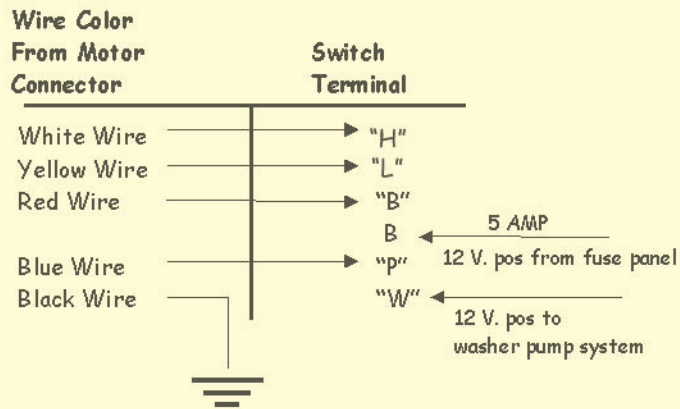 Wire Color
From Motor
Connector
Switch
Terminal
White Wire "H"
Yellow Wire "L"
Red Wire "B"
B 5 AMP
12 V. pos from fuse panel
Blue Wire "P"
Black Wire "W"
12 V. pos to
washer pump system